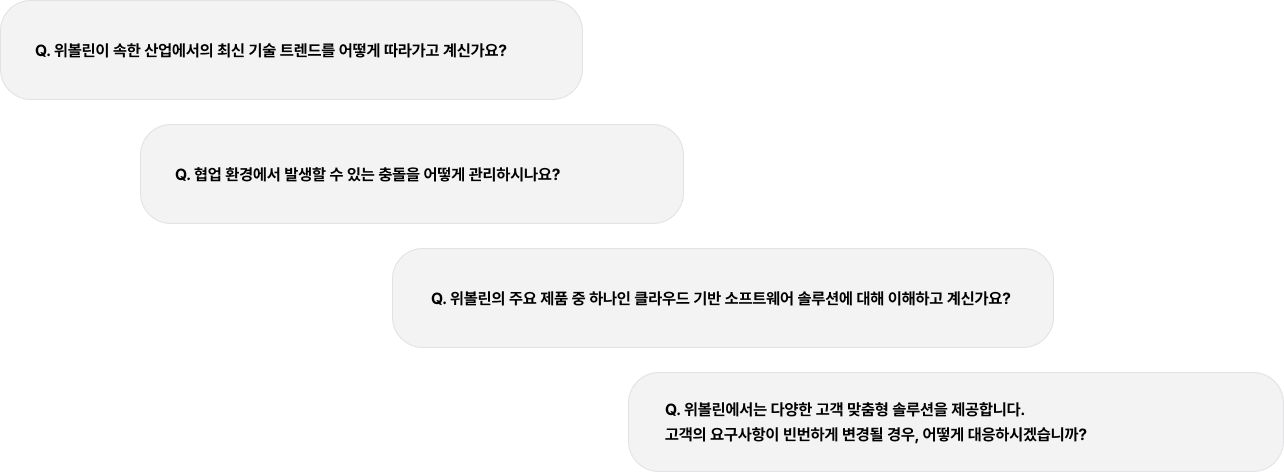 Q. 위볼린이 속한 산업에서의 최신 기술 트렌드를 어떻게 따라가고 계신가요?
Q. 협업 환경에서 발생할 수 있는 충돌을 어떻게 관리하시나요?
Q. 위볼린의 주요 제품 중 하나인 클라우드 기반 소프트웨어 솔루션에 대해 이해하고 계신가요?
Q. 위볼린에서는 다양한 고객 맞춤형 솔루션을 제공합니다.
고객의 요구사항이 빈번하게 변경될 경우, 어떻게 대응하시겠습니까?